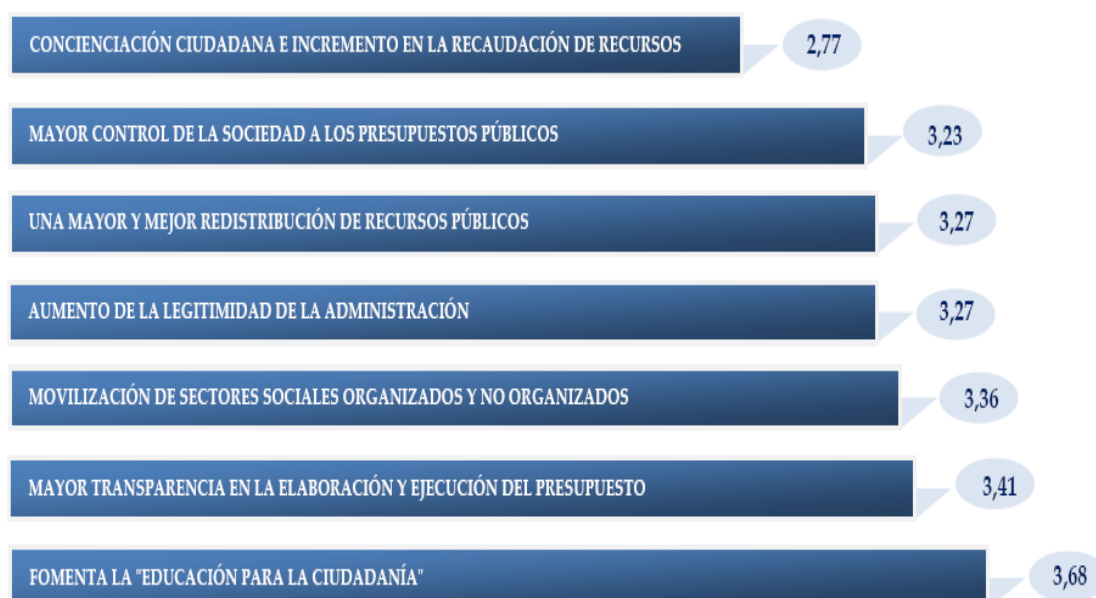 CONCIENCIACIÓN CIUDADANA E INCREMENTO EN LA RECAUDACIÓN DE RECURSOS 2,77
MAYOR CONTROL DE LA SOCIEDAD A LOS PRESUPUESTOS PÚBLICOS 3,23
UNA MAYOR Y MEJOR REDISTRIBUCIÓN DE RECURSOS PÚBLICOS 3,27
AUMENTO DE LA LEGITIMIDAD DE LA ADMINISTRACIÓN 3,27
MOVILIZACIÓN DE SECTORES SOCIALES ORGANIZADOS Y NO ORGANIZADOS 3,36
MAYOR TRANSPARENCIA EN LA ELABORACIÓN Y EJECUCIÓN DEL PRESUPUESTO 3,41
FOMENTA LA "EDUCACIÓN PARA LA CIUDADANÍA" 3,68